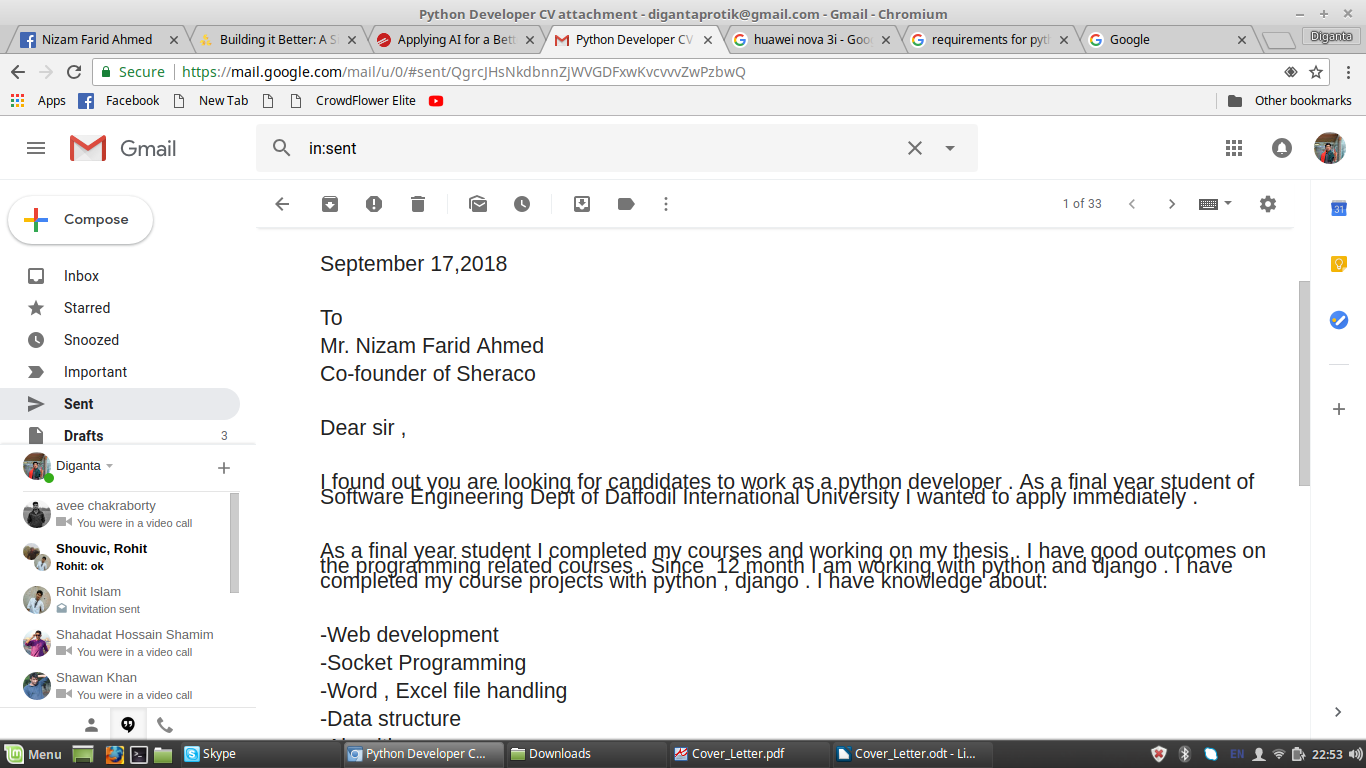 Python Developer CV attachment - digantaprotik@gmail.com - Gmail - Chromium
Nizam Farid Ahmed
Building it Better: A S
Applying AI for a Bett
Python Developer CV
huawei nova 3i - Goo
requirements for pyth
Google
Diganta
Secure
https://mail.google.com/mail/u/0/#sent/QgrcJHsNkdbnnZjWVGDFxwKvcvvvZwPzbwQ
Apps
Facebook
New Tab
CrowdFlower Elite
Other bookmarks
Gmail
in:sent
Compose
1 of 33
31
Inbox
Starred
Snoozed
Important
Sent
Drafts
3
Diganta
avee chakraborty
You were in a video call
Shouvic, Rohit
Rohit: ok
Rohit Islam
Invitation sent
Shahadat Hossain Shamim
You were in a video call
Shawan Khan
You were in a video call
September 17,2018
To
Mr. Nizam Farid Ahmed
Co-founder of Sheraco
Dear sir ,
I found out you are looking for candidates to work as a python developer . As a final year student of
Software Engineering Dept of Daffodil International University I wanted to apply immediately .
As a final year student I completed my courses and working on my thesis . I have good outcomes on
the programming related courses . Since  12 month I am working with python and django . I have
completed my course projects with python , django . I have knowledge about:
-Web development
-Socket Programming
-Word , Excel file handling
-Data structure
Menu
Skype
Python Developer C...
Downloads
Cover_Letter.pdf
Cover_Letter.odt - Li...
EN
22:53